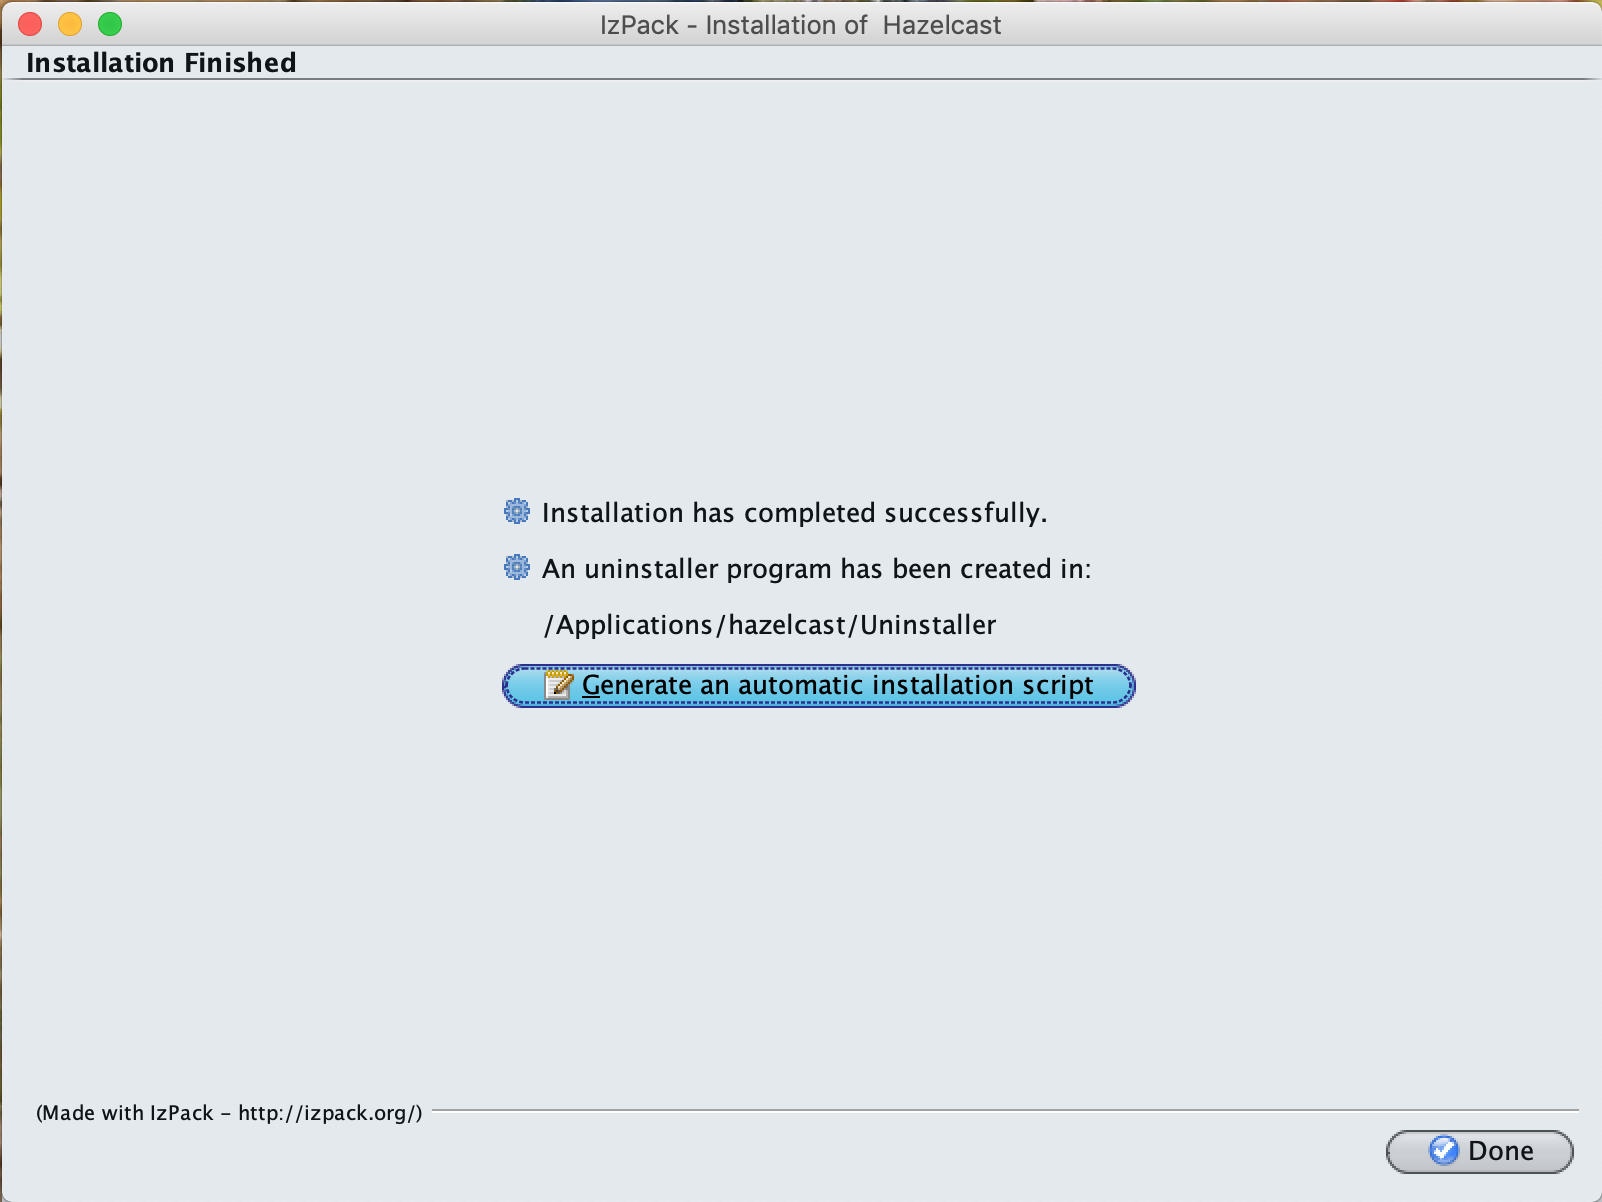 IzPack - Installation of  Hazelcast
Installation Finished
Installation has completed successfully.
An uninstaller program has been created in:
/Applications/hazelcast/Uninstaller
Generate an automatic installation script
(Made with IzPack - http://izpack.org/)
Done